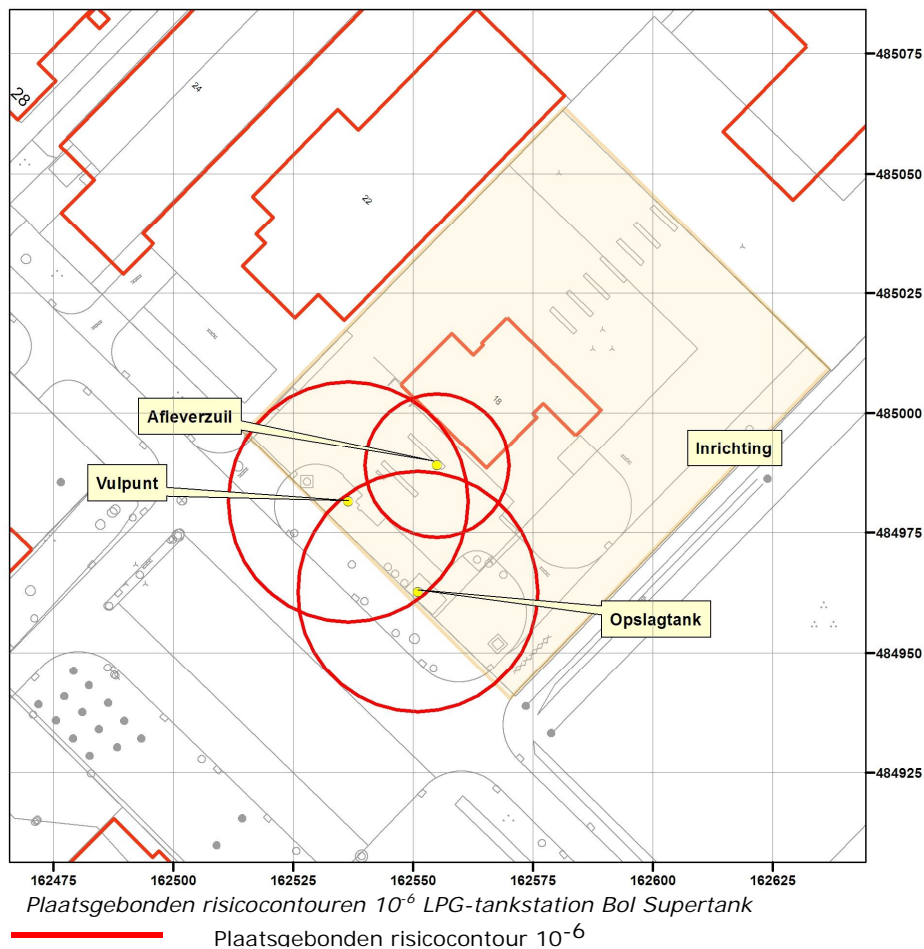 28
24
22
18
Afleverzuil
Vulpunt
Inrichting
Opslagtank
485075
485050
485025
485000
484975
484950
484925
162475 162500 162525 162550 162575 162600 162625
Plaatsgebonden risicocontouren 10⁻⁶ LPG-tankstation Bol Supertank
Plaatsgebonden risicocontour 10⁻⁶